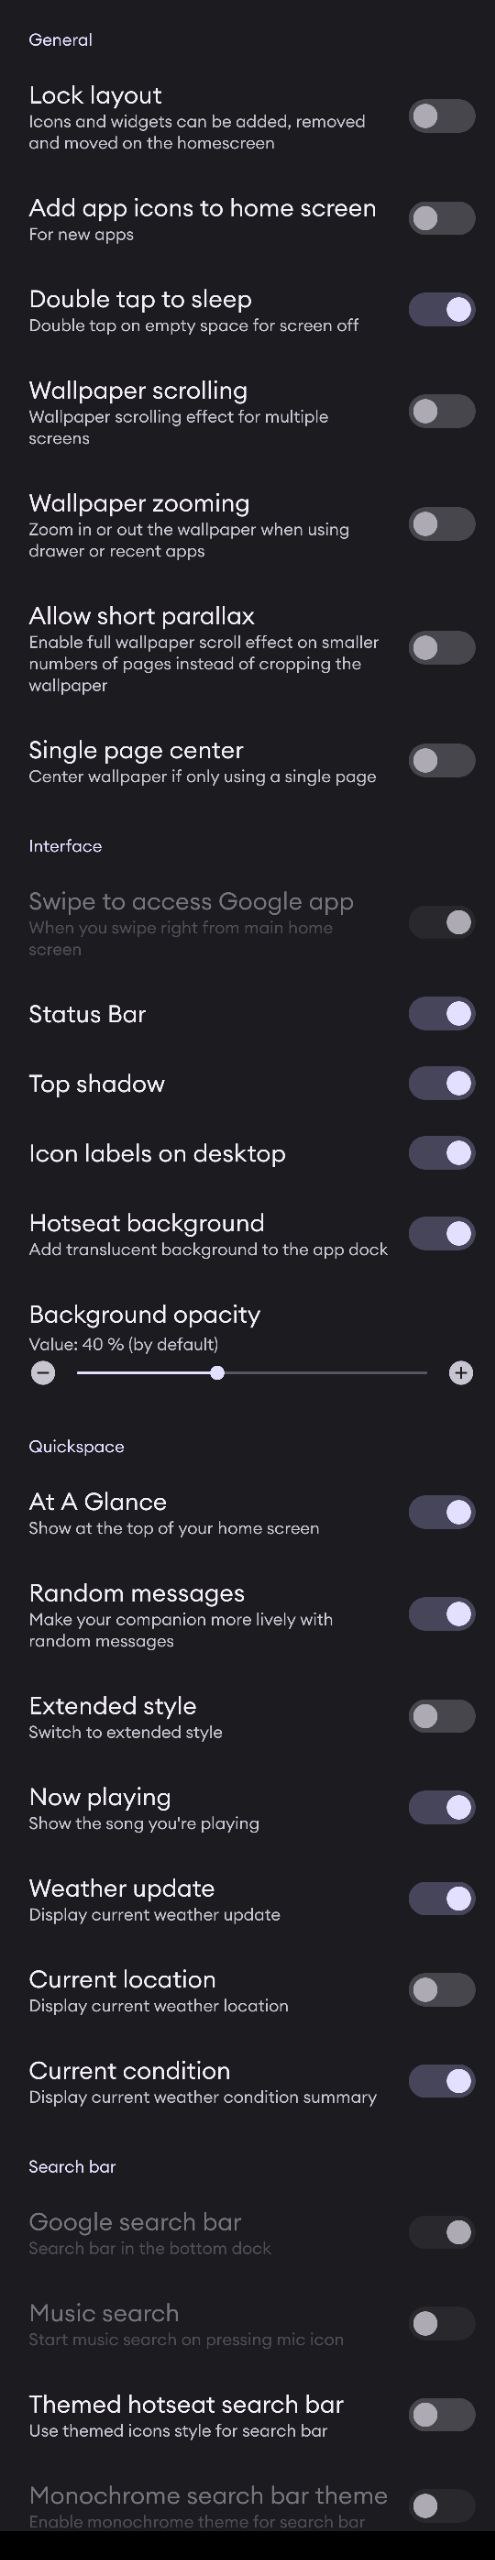 General
Lock layout
Icons and widgets can be added, removed
and moved on the homescreen
Add app icons to home screen
For new apps
Double tap to sleep
Double tap on empty space for screen off
Wallpaper scrolling
Wallpaper scrolling effect for multiple
screens
Wallpaper zooming
Zoom in or out the wallpaper when using
drawer or recent apps
Allow short parallax
Enable full wallpaper scroll effect on smaller
numbers of pages instead of cropping the
wallpaper
Single page center
Center wallpaper if only using a single page
Interface
Swipe to access Google app
When you swipe right from main home
screen
Status Bar
Top shadow
Icon labels on desktop
Hotseat background
Add translucent background to the app dock
Background opacity
Value: 40 % (by default)
Quickspace
At A Glance
Show at the top of your home screen
Random messages
Make your companion more lively with
random messages
Extended style
Switch to extended style
Now playing
Show the song you're playing
Weather update
Display current weather update
Current location
Display current weather location
Current condition
Display current weather condition summary
Search bar
Google search bar
Search bar in the bottom dock
Music search
Start music search on pressing mic icon
Themed hotseat search bar
Use themed icons style for search bar
Monochrome search bar theme
Enable monochrome theme for search bar